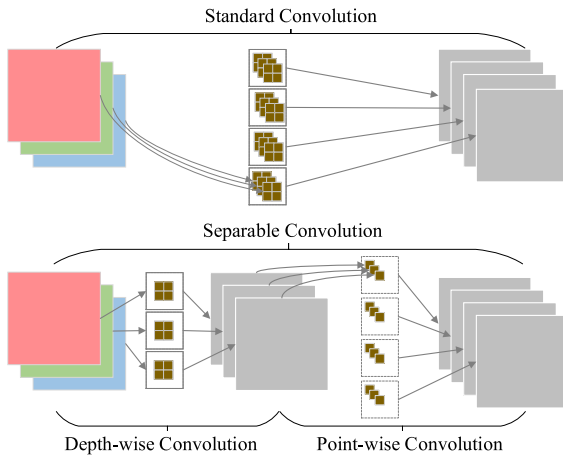 Standard Convolution
Separable Convolution
Depth-wise Convolution
Point-wise Convolution